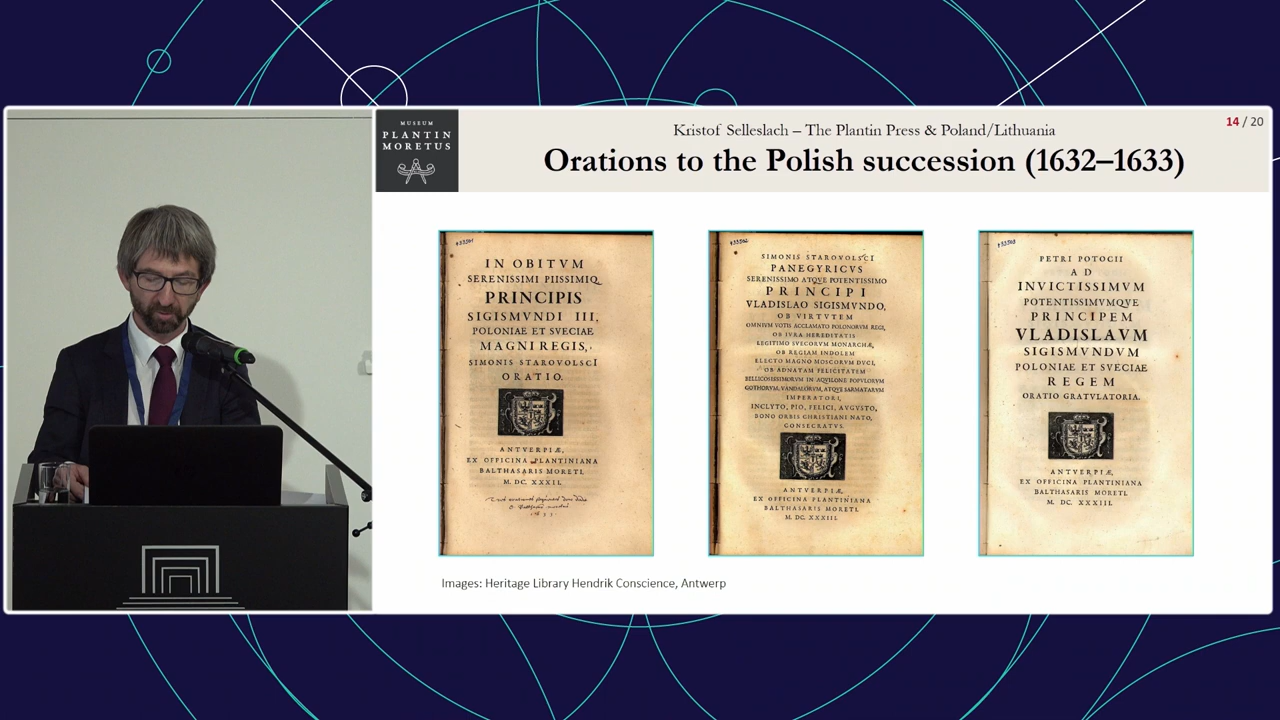 MUSEUM
PLANTIN
MORETUS
Kristof Selleslach – The Plantin Press & Poland/Lithuania
Orations to the Polish succession (1632–1633)
14 / 20
IN OBITVM
SERENISSIMI PIISSIMIQ.
PRINCIPIS
SIGISMVNDI III,
POLONIAE ET SVECIAE
MAGNI REGIS,
SIMONIS STAROVOLSCI
ORATIO.
ANTVERPIÆ,
EX OFFICINA PLANTINIANA
BALTHASARIS MORETI,
M. DC. XXXII.
SIMONIS STAROVOLSCI
PANEGYRICVS
SERENISSIMO ATQVE POTENTISSIMO
PRINCIPI
VLADISLAO SIGISMVNDO,
OB VIRTVTEM
OMNIVM VOTIS ACCLAMATO POLONORVM REGI,
OB IVRA HEREDITATIS
LEGITIMO SVECORVM MONARCHÆ,
OB REGIAM INDOLEM
ELECTO MAGNO MOSCORVM DVCI,
OB ADNATAM FELICITATEM
BELLICOSISSIMORVM IN AQVILONE POPVLORVM
GOTHORVM, VANDALORVM, ATQVE SARMATARVM
IMPERATORI,
INCLYTO, PIO, FELICI, AVGVSTO,
BONO ORBIS CHRISTIANI NATO,
CONSECRATVS.
ANTVERPIÆ,
EX OFFICINA PLANTINIANA
BALTHASARIS MORETI.
M. DC. XXXIII.
PETRI POTOCII
AD
INVICTISSIMVM
POTENTISSIMVMQVE
PRINCIPEM
VLADISLAVM
SIGISMVNDVM
POLONIAE ET SVECIAE
REGEM
ORATIO GRATVLATORIA.
ANTVERPIÆ,
EX OFFICINA PLANTINIANA
BALTHASARIS MORETI.
M. DC. XXXIII.
Images: Heritage Library Hendrik Conscience, Antwerp